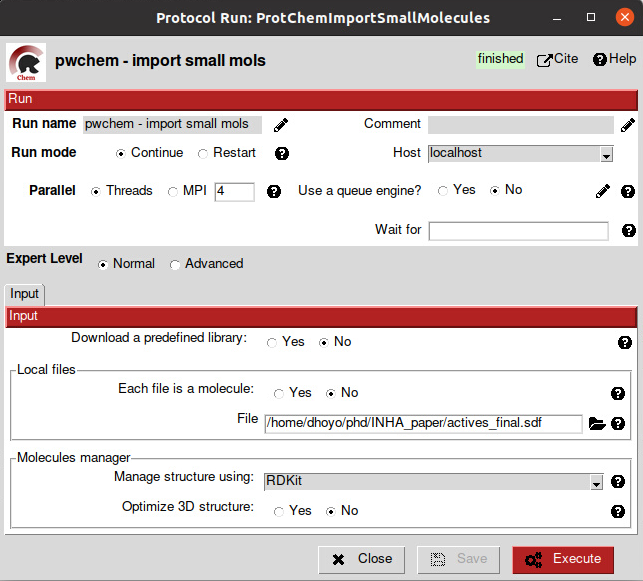 Protocol Run: ProtChemImportSmallMolecules
Chem
pwchem - import small mols
finished
Cite
Help
Run
Run name pwchem - import small mols Comment
Run mode Continue Restart Host localhost
Parallel Threads MPI 4 Use a queue engine? Yes No
Wait for
Expert Level Normal Advanced
Input
Input
Download a predefined library: Yes No
Local files
Each file is a molecule: Yes No
File /home/dhoyo/phd/INHA_paper/actives_final.sdf
Molecules manager
Manage structure using: RDKit
Optimize 3D structure: Yes No
Close Save Execute